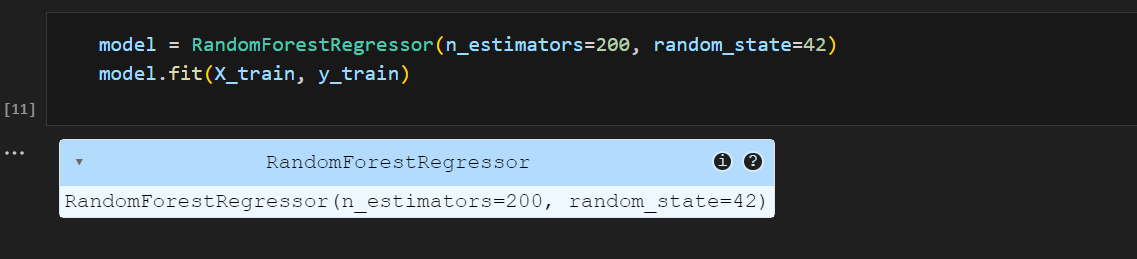 model = RandomForestRegressor(n_estimators=200, random_state=42)
model.fit(X_train, y_train)
[11]
...
RandomForestRegressor i ?
RandomForestRegressor(n_estimators=200, random_state=42)